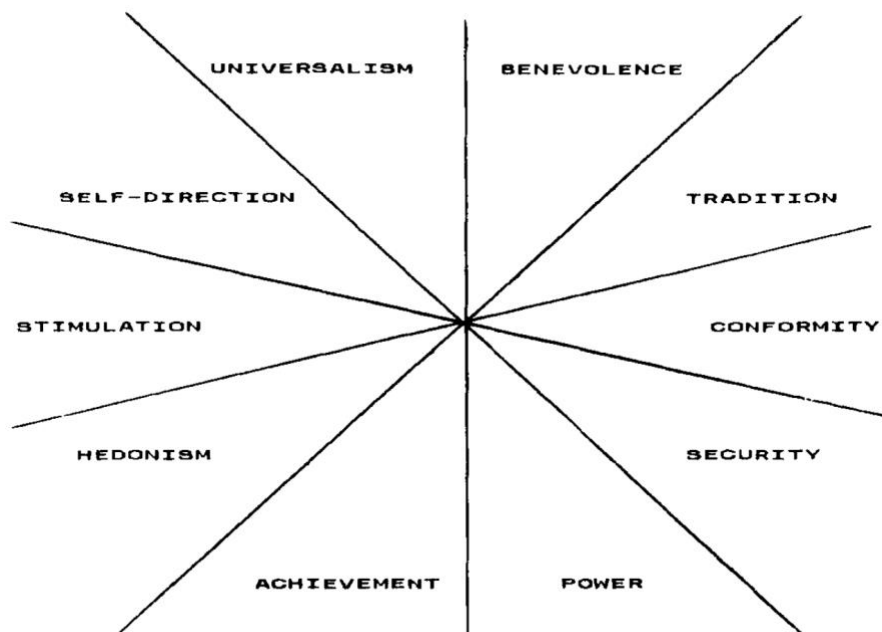 UNIVERSALISM BENEVOLENCE
SELF-DIRECTION TRADITION
STIMULATION CONFORMITY
HEDONISM SECURITY
ACHIEVEMENT POWER